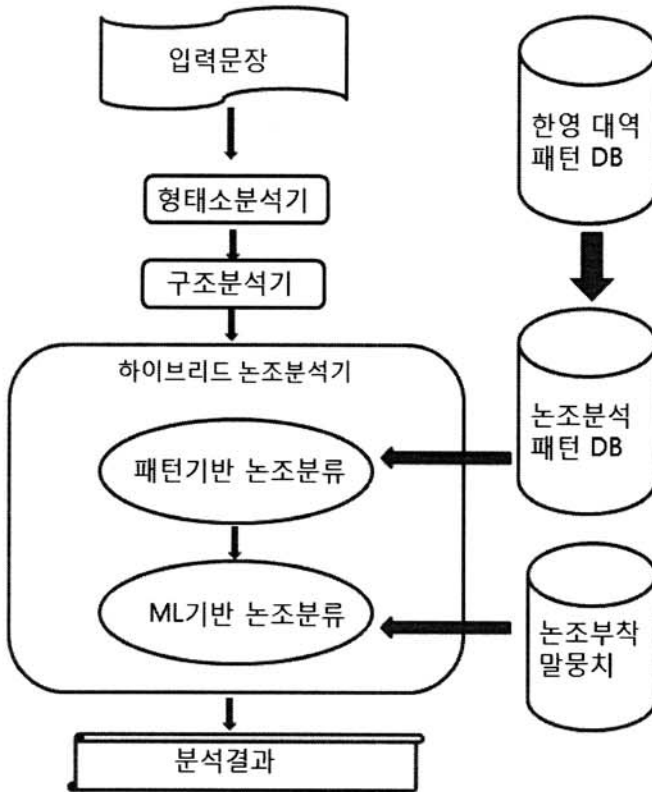 입력문장
형태소분석기
구조분석기
하이브리드 논조분석기
패턴기반 논조분류
ML기반 논조분류
분석결과
한영 대역
패턴 DB
논조분석
패턴 DB
논조부착
말뭉치